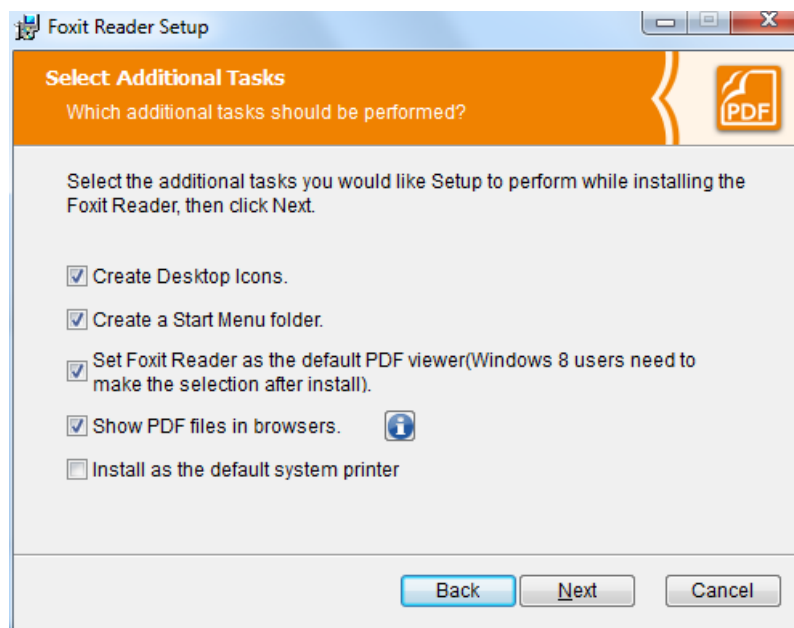 Foxit Reader Setup
Select Additional Tasks
Which additional tasks should be performed?
PDF
Select the additional tasks you would like Setup to perform while installing the
Foxit Reader, then click Next.
Create Desktop Icons.
Create a Start Menu folder.
Set Foxit Reader as the default PDF viewer(Windows 8 users need to
make the selection after install).
Show PDF files in browsers.
Install as the default system printer
Back Next Cancel